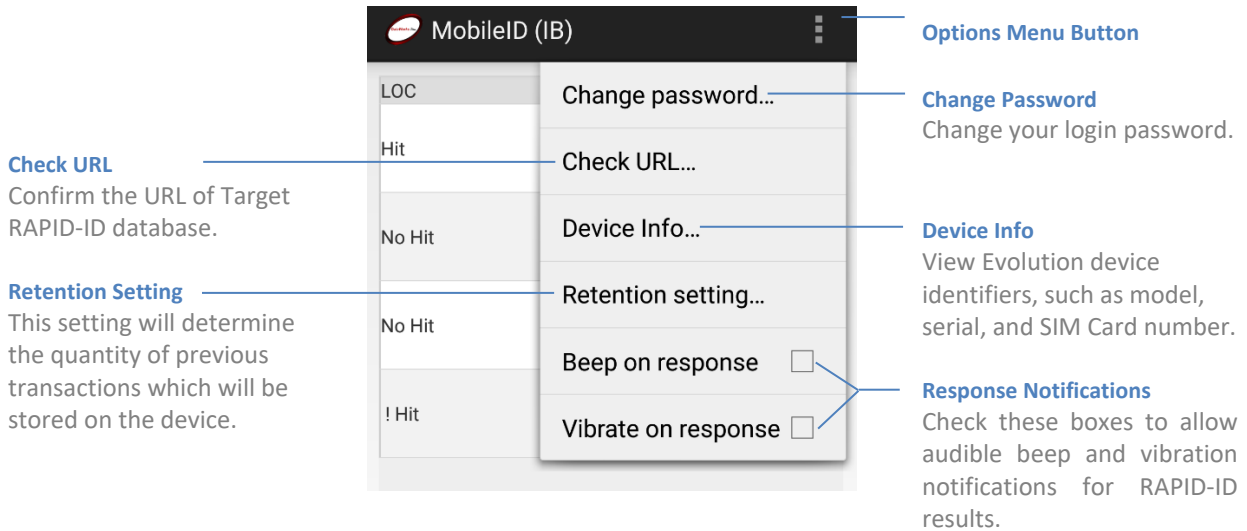 MobileID (IB)
Options Menu Button
LOC
Hit
No Hit
No Hit
! Hit
Change password…
Check URL…
Device Info…
Retention setting…
Beep on response
Vibrate on response
Check URL
Confirm the URL of Target
RAPID-ID database.
Retention Setting
This setting will determine
the quantity of previous
transactions which will be
stored on the device.
Change Password
Change your login password.
Device Info
View Evolution device
identifiers, such as model,
serial, and SIM Card number.
Response Notifications
Check these boxes to allow
audible beep and vibration
notifications for RAPID-ID
results.